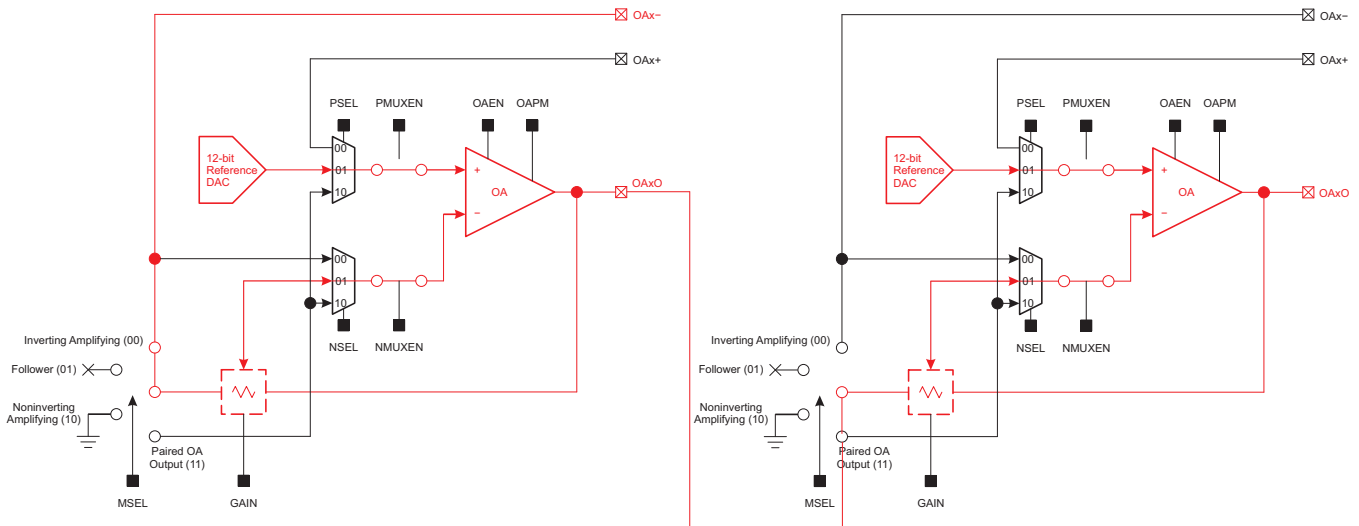 OAx−
OAx+
PSEL
PMUXEN
OAEN
OAPM
00
01
10
12-bit
Reference
DAC
+
OA
−
OAxO
00
01
10
NSEL
NMUXEN
Inverting Amplifying (00)
Follower (01)
Noninverting
Amplifying (10)
Paired OA
Output (11)
MSEL
GAIN
OAx−
OAx+
PSEL
PMUXEN
OAEN
OAPM
00
01
10
12-bit
Reference
DAC
+
OA
−
OAxO
00
01
10
NSEL
NMUXEN
Inverting Amplifying (00)
Follower (01)
Noninverting
Amplifying (10)
Paired OA
Output (11)
MSEL
GAIN